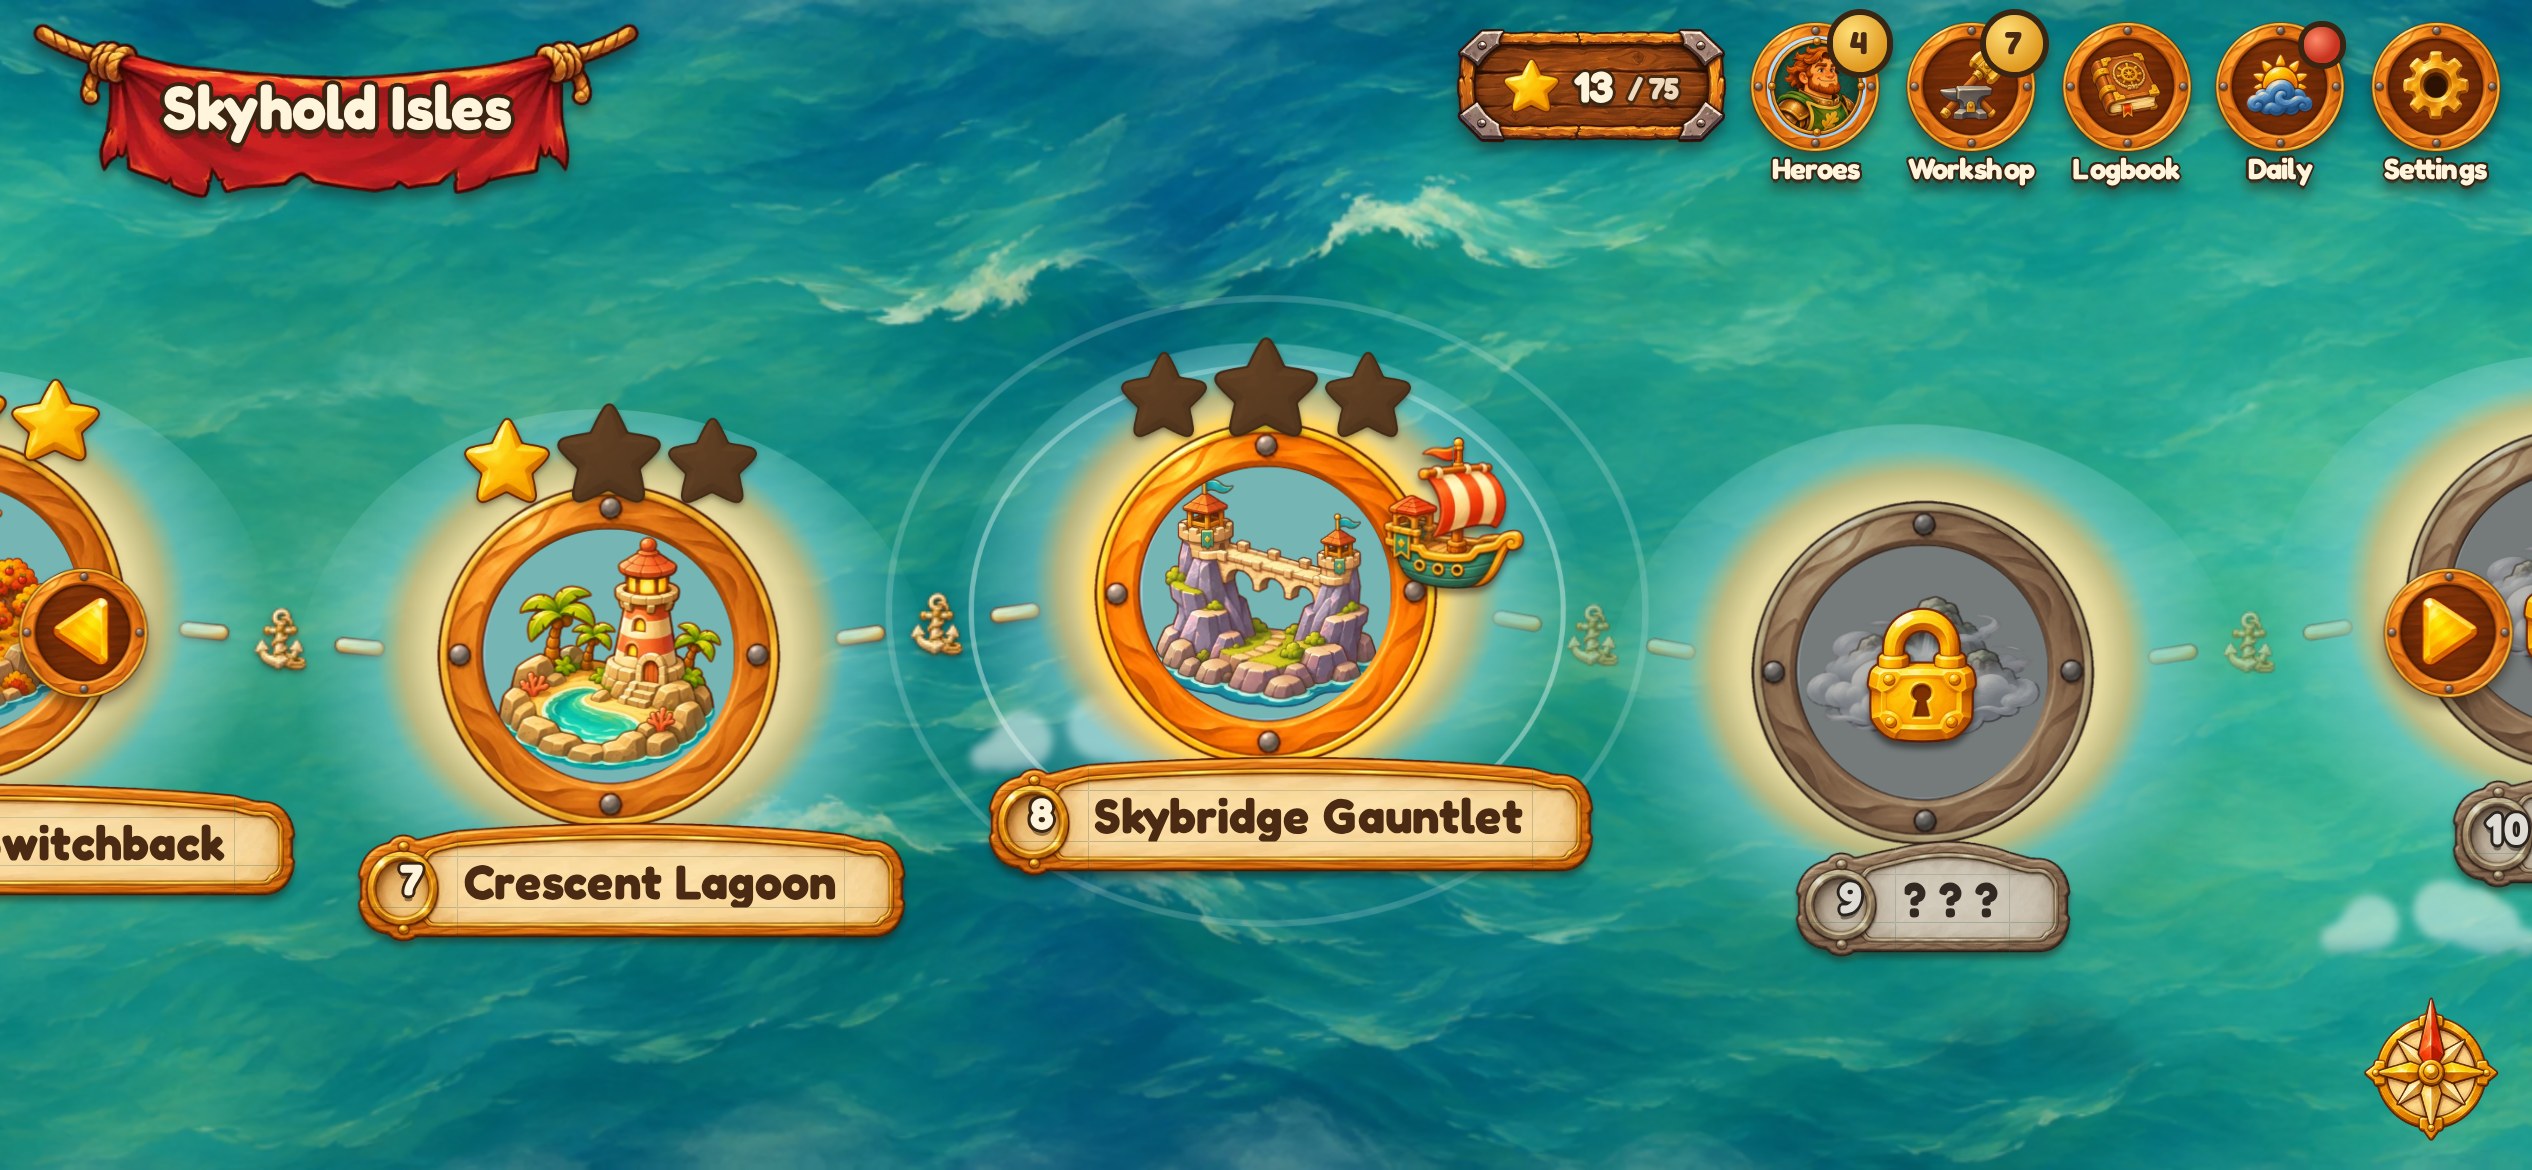 Skyhold Isles
13 / 75
4
7
Heroes
Workshop
Logbook
Daily
Settings
witchback
7 Crescent Lagoon
8 Skybridge Gauntlet
9 ? ? ?
10